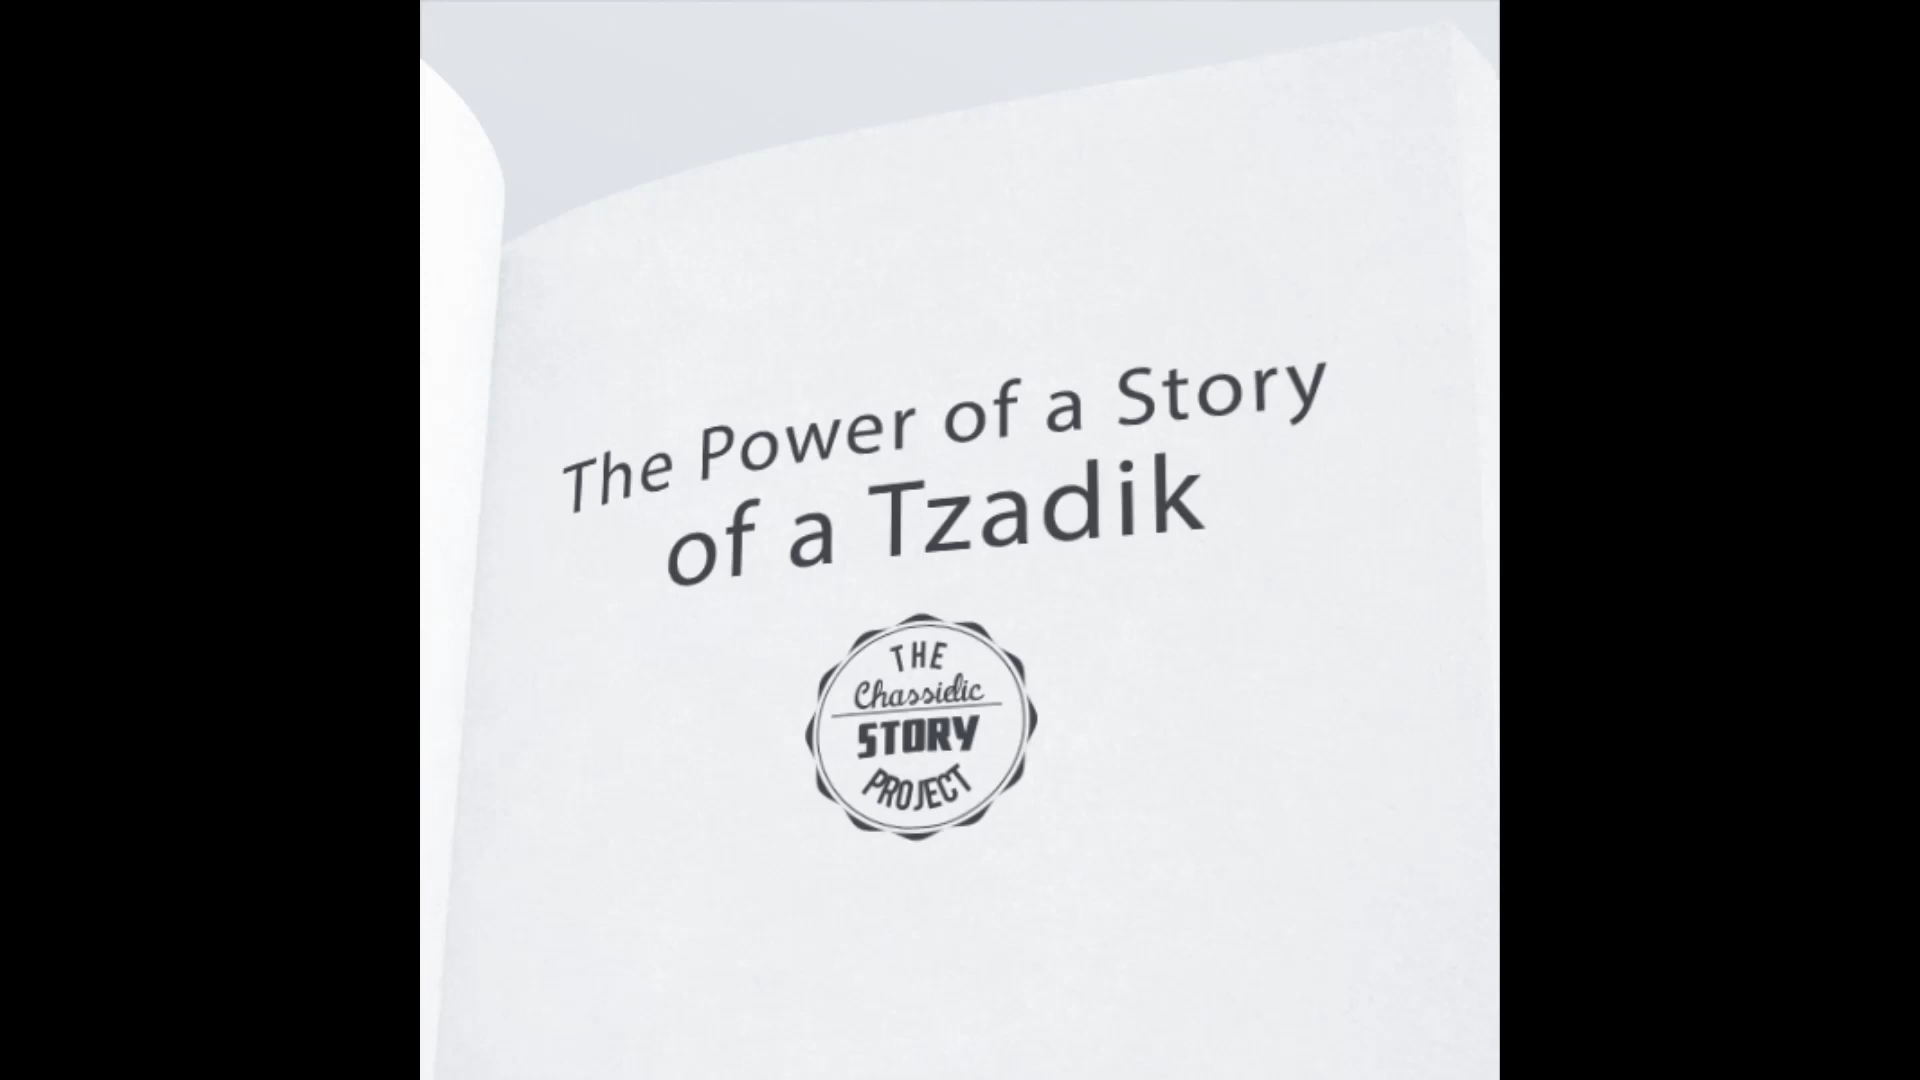 The Power of a Story
of a Tzadik
THE
Chassidic
STORY
PROJECT